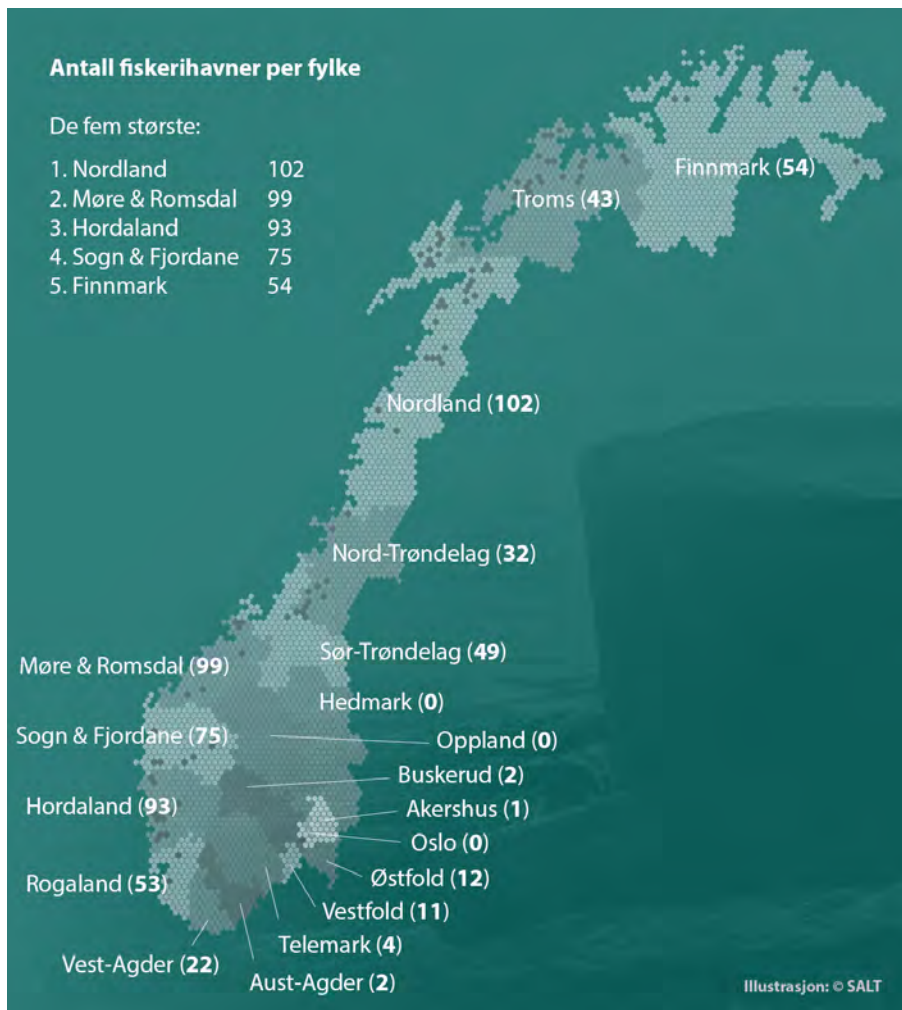 Antall fiskerihavner per fylke
De fem største:
1. Nordland 102
2. Møre & Romsdal 99
3. Hordaland 93
4. Sogn & Fjordane 75
5. Finnmark 54
Finnmark (54)
Troms (43)
Nordland (102)
Nord-Trøndelag (32)
Sør-Trøndelag (49)
Møre & Romsdal (99)
Hedmark (0)
Sogn & Fjordane (75)
Oppland (0)
Buskerud (2)
Hordaland (93)
Akershus (1)
Oslo (0)
Østfold (12)
Rogaland (53)
Vestfold (11)
Telemark (4)
Vest-Agder (22)
Aust-Agder (2)
Illustrasjon: © SALT